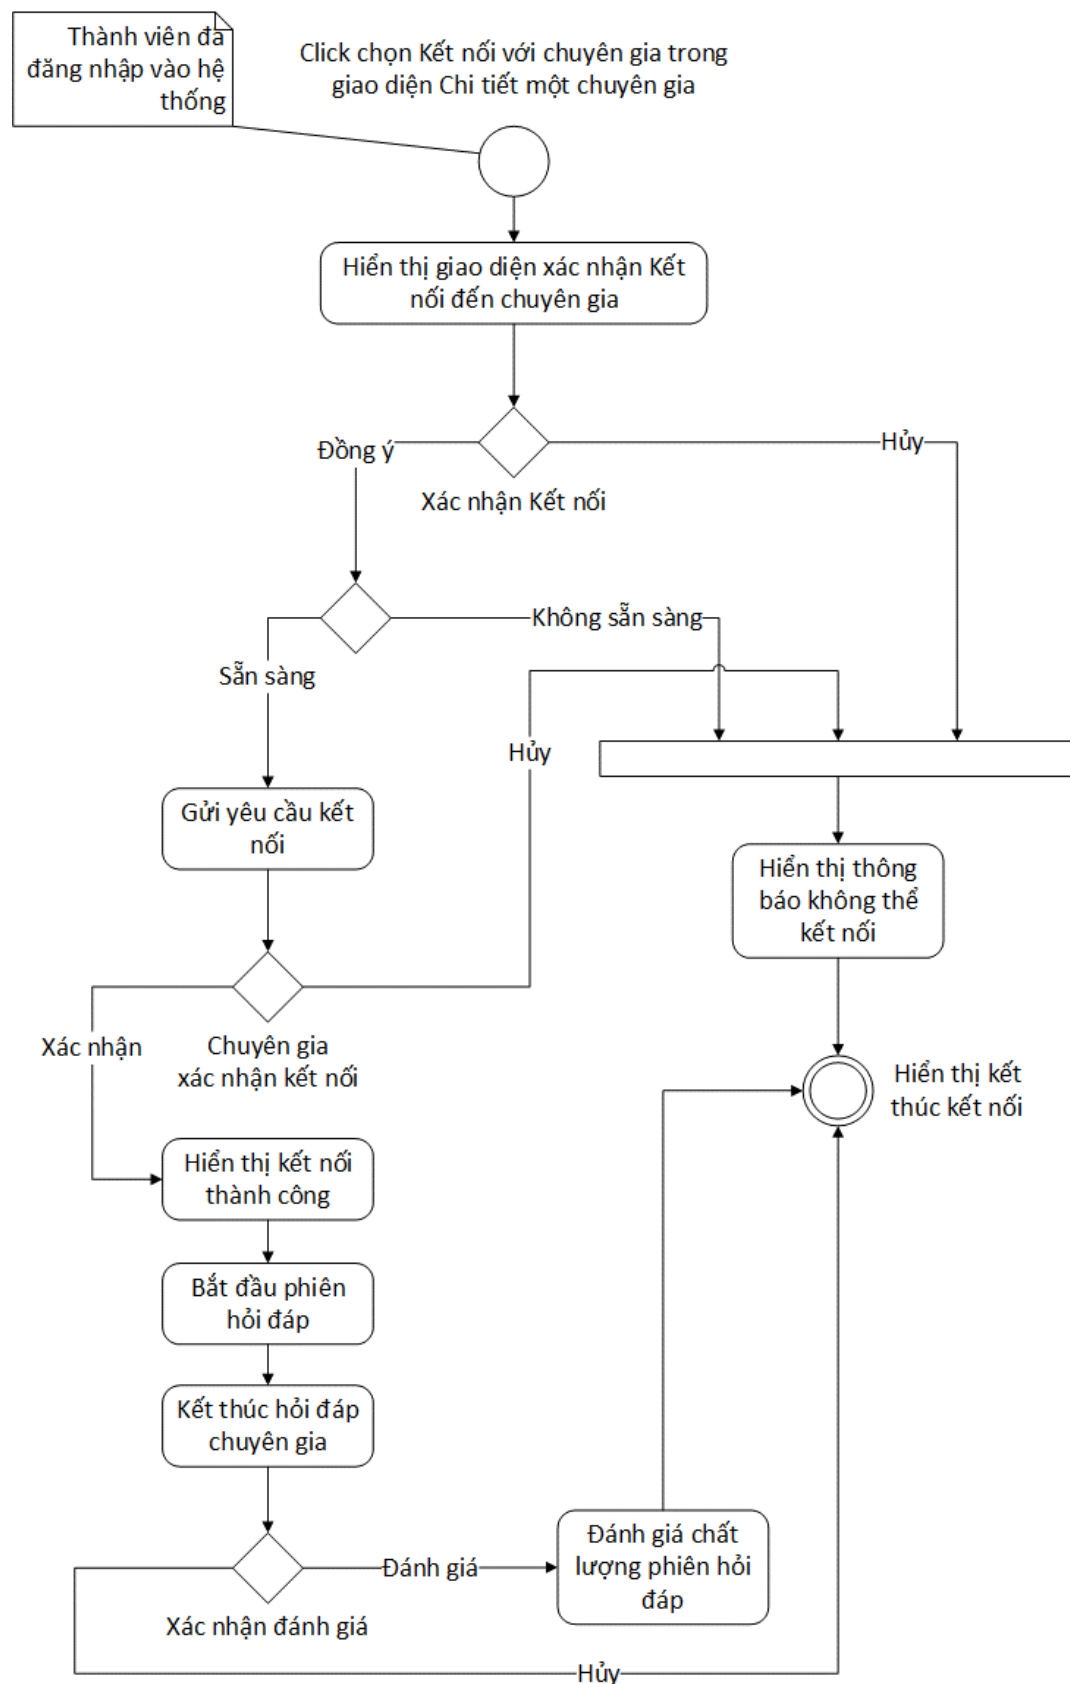 Thành viên đã
đăng nhập vào hệ
thống
Click chọn Kết nối với chuyên gia trong
giao diện Chi tiết một chuyên gia
Hiển thị giao diện xác nhận Kết
nối đến chuyên gia
Đồng ý
Hủy
Xác nhận Kết nối
Không sẵn sàng
Sẵn sàng
Hủy
Gửi yêu cầu kết
nối
Hiển thị thông
báo không thể
kết nối
Xác nhận
Chuyên gia
xác nhận kết nối
Hiển thị kết
thúc kết nối
Hiển thị kết nối
thành công
Bắt đầu phiên
hỏi đáp
Kết thúc hỏi đáp
chuyên gia
Đánh giá
Đánh giá chất
lượng phiên hỏi
đáp
Xác nhận đánh giá
Hủy